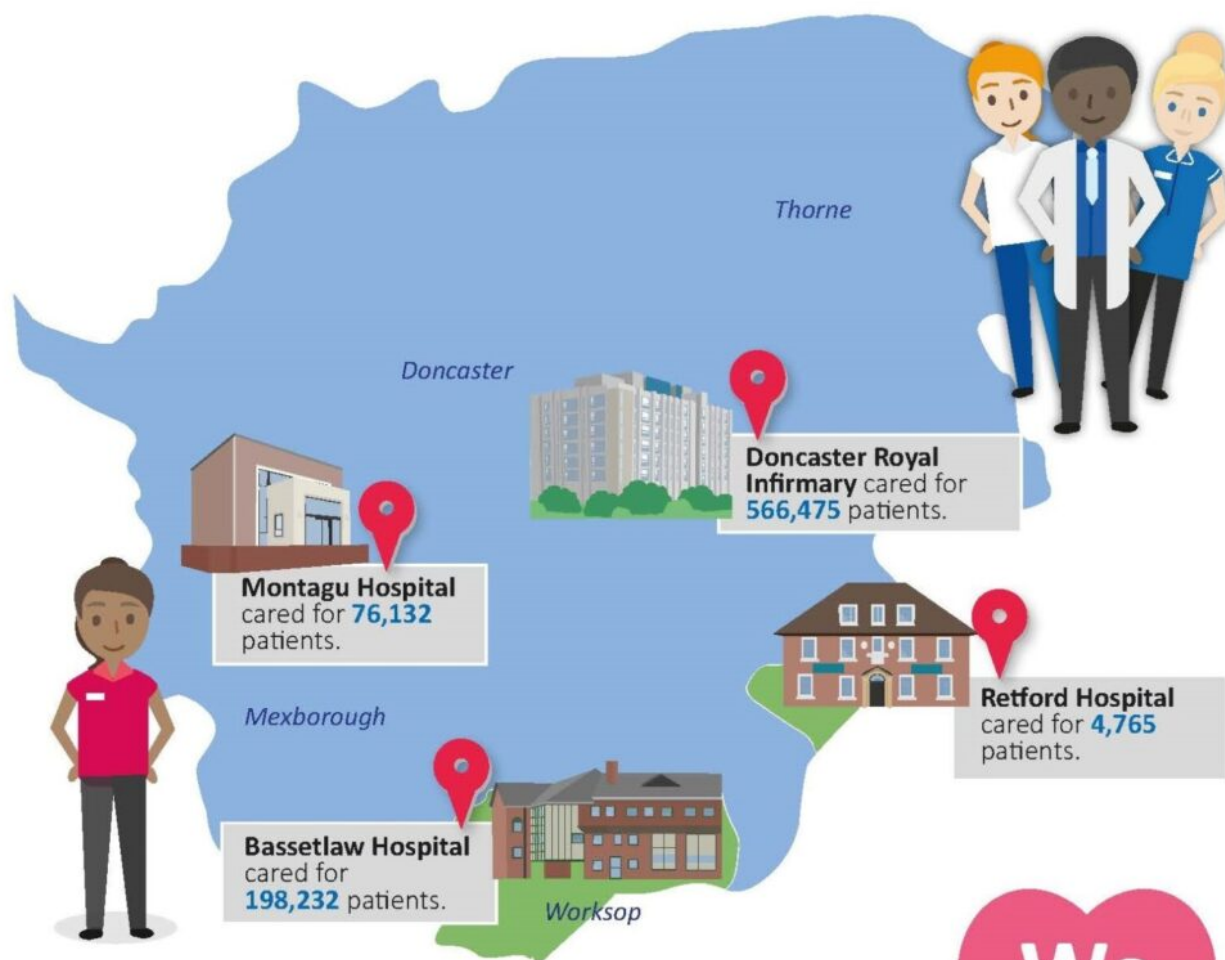 Thorne
Doncaster
Doncaster Royal
Infirmary cared for
566,475 patients.
Montagu Hospital
cared for 76,132
patients.
Retford Hospital
cared for 4,765
patients.
Mexborough
Bassetlaw Hospital
cared for
198,232 patients.
Worksop
We